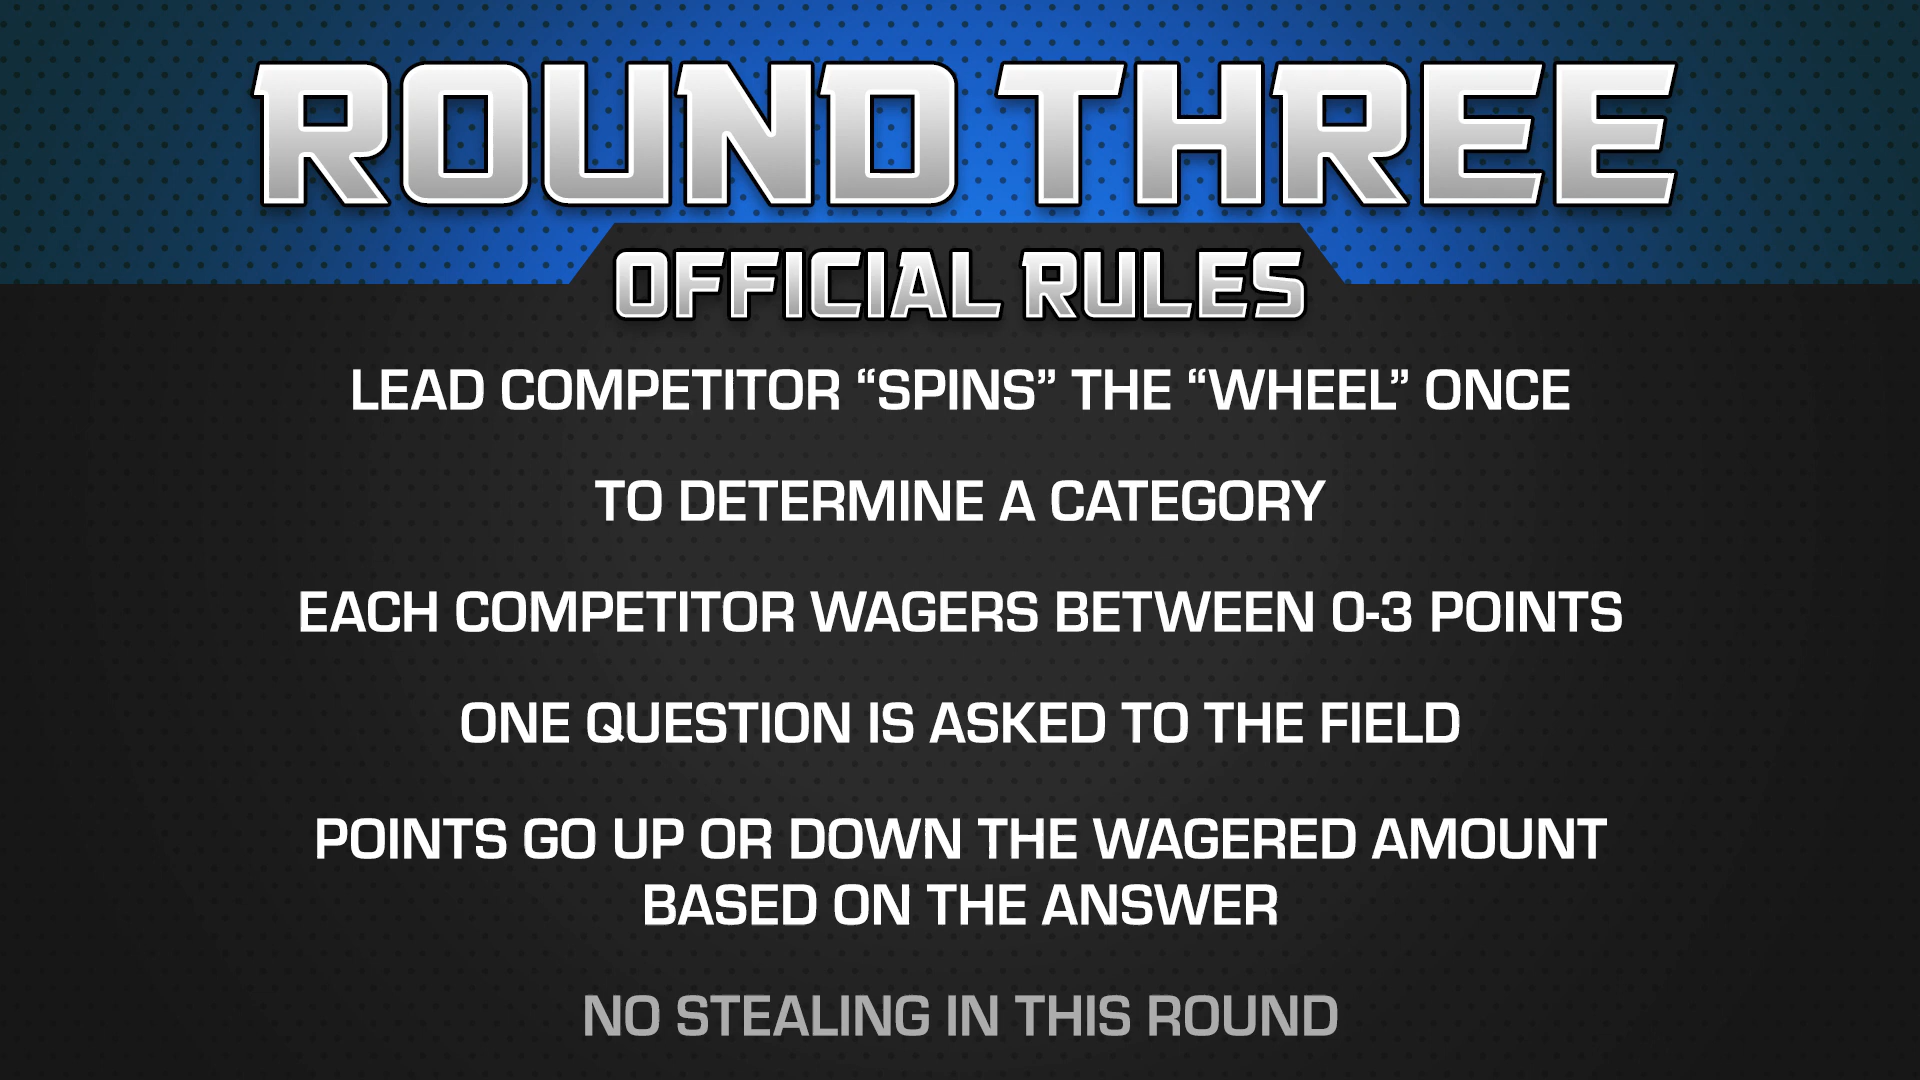 ROUND THREE
OFFICIAL RULES
LEAD COMPETITOR “SPINS” THE “WHEEL” ONCE
TO DETERMINE A CATEGORY
EACH COMPETITOR WAGERS BETWEEN 0-3 POINTS
ONE QUESTION IS ASKED TO THE FIELD
POINTS GO UP OR DOWN THE WAGERED AMOUNT
BASED ON THE ANSWER
NO STEALING IN THIS ROUND